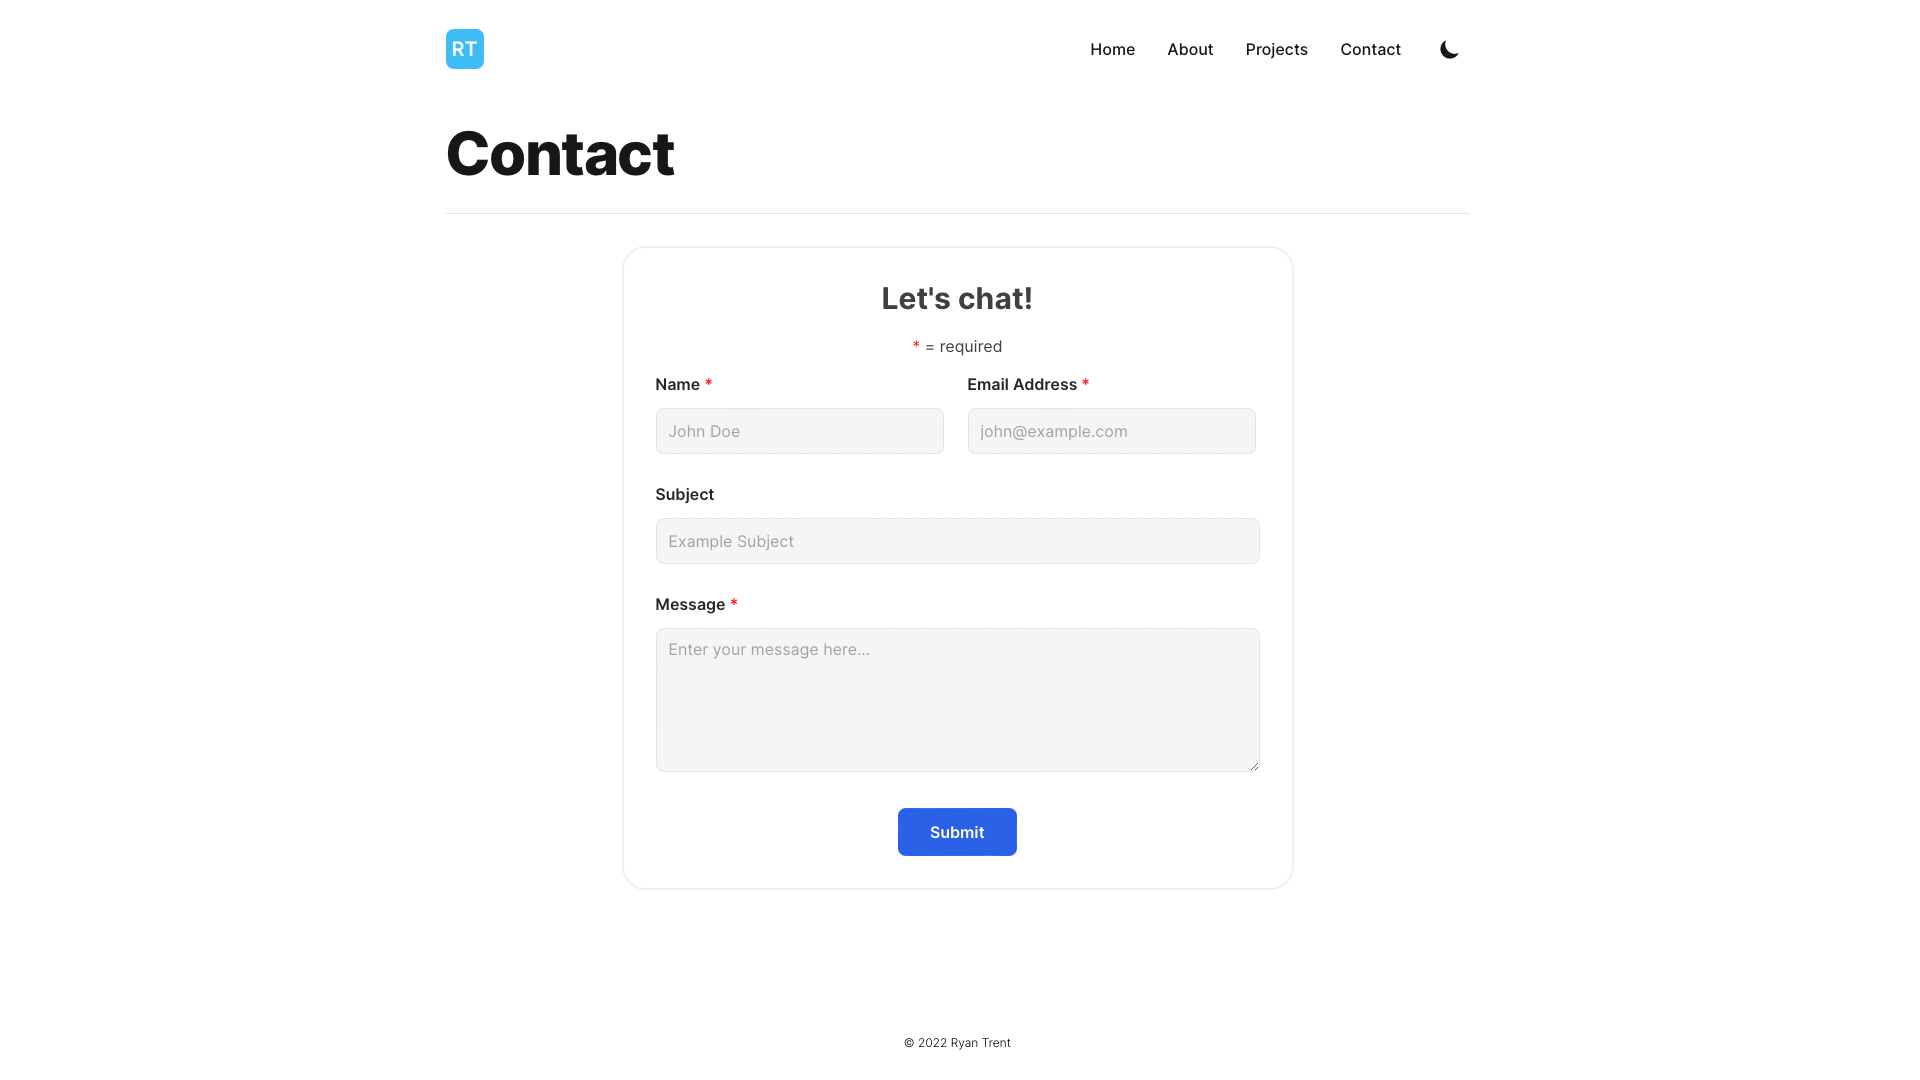 RT
Home About Projects Contact
Contact
Let's chat!
* = required
Name * Email Address *
John Doe john@example.com
Subject
Example Subject
Message *
Enter your message here...
Submit
© 2022 Ryan Trent